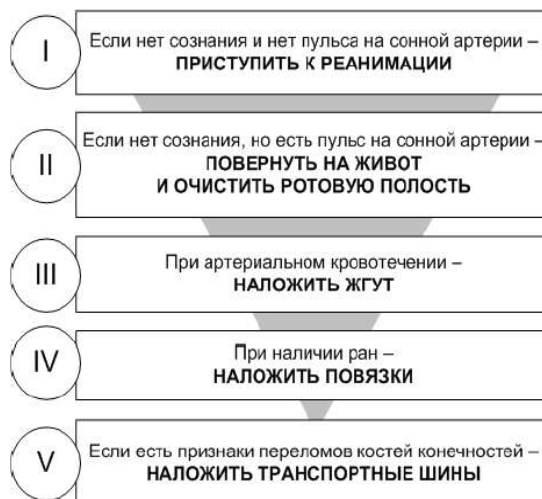 I
Если нет сознания и нет пульса на сонной артерии –
ПРИСТУПИТЬ К РЕАНИМАЦИИ
II
Если нет сознания, но есть пульс на сонной артерии –
ПОВЕРНУТЬ НА ЖИВОТ
И ОЧИСТИТЬ РОТОВУЮ ПОЛОСТЬ
III
При артериальном кровотечении –
НАЛОЖИТЬ ЖГУТ
IV
При наличии ран –
НАЛОЖИТЬ ПОВЯЗКИ
V
Если есть признаки переломов костей конечностей –
НАЛОЖИТЬ ТРАНСПОРТНЫЕ ШИНЫ